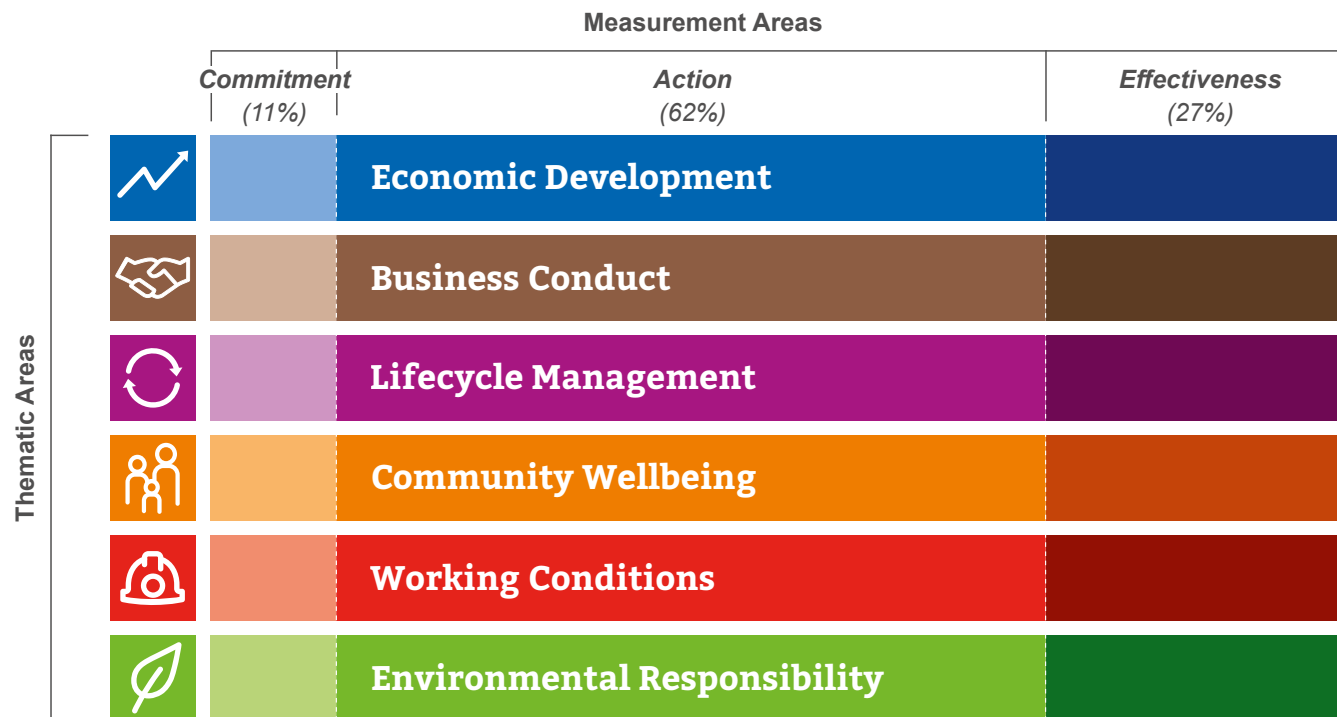 Measurement Areas
Commitment
(11%)
Action
(62%)
Effectiveness
(27%)
Thematic Areas
Economic Development
Business Conduct
Lifecycle Management
Community Wellbeing
Working Conditions
Environmental Responsibility